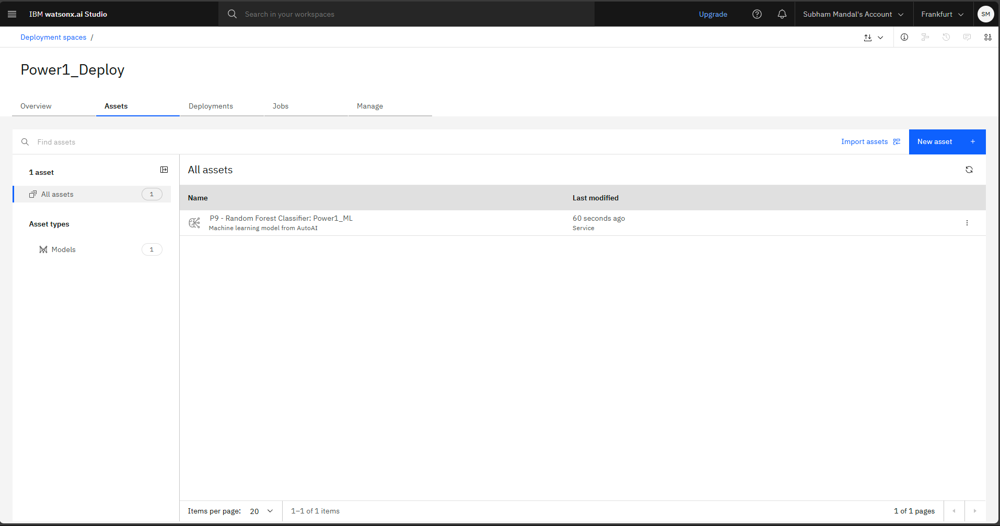 IBM watsonx.ai Studio
Search in your workspaces
Upgrade
Subham Mandal's Account
Frankfurt
SM
Deployment spaces /
Power1_Deploy
Overview
Assets
Deployments
Jobs
Manage
Find assets
Import assets
New asset +
1 asset
All assets 1
Asset types
Models 1
All assets
Name Last modified
P9 - Random Forest Classifier: Power1_ML 60 seconds ago
Machine learning model from AutoAI Service
Items per page: 20 1–1 of 1 items 1 of 1 pages